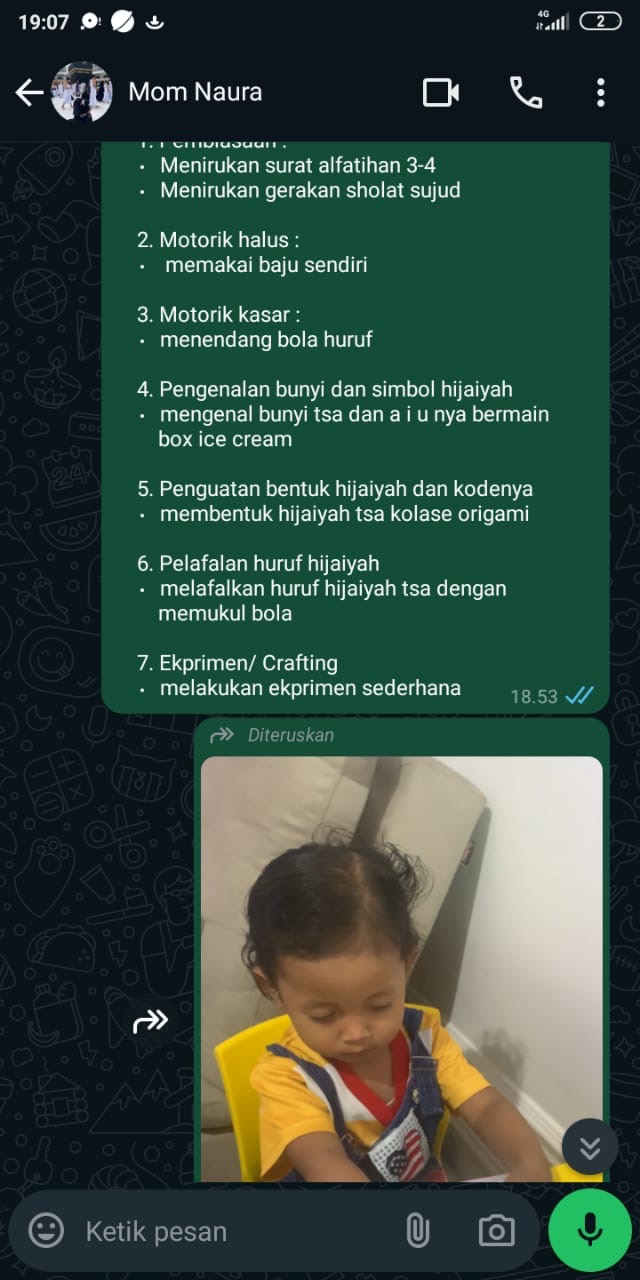 19:07
4G
2
Mom Naura
1. Pembiasaan :
• Menirukan surat alfatihan 3-4
• Menirukan gerakan sholat sujud
2. Motorik halus :
• memakai baju sendiri
3. Motorik kasar :
• menendang bola huruf
4. Pengenalan bunyi dan simbol hijaiyah
• mengenal bunyi tsa dan a i u nya bermain
box ice cream
5. Penguatan bentuk hijaiyah dan kodenya
• membentuk hijaiyah tsa kolase origami
6. Pelafalan huruf hijaiyah
• melafalkan huruf hijaiyah tsa dengan
memukul bola
7. Ekprimen/ Crafting
• melakukan ekprimen sederhana
18.53
Diteruskan
Ketik pesan